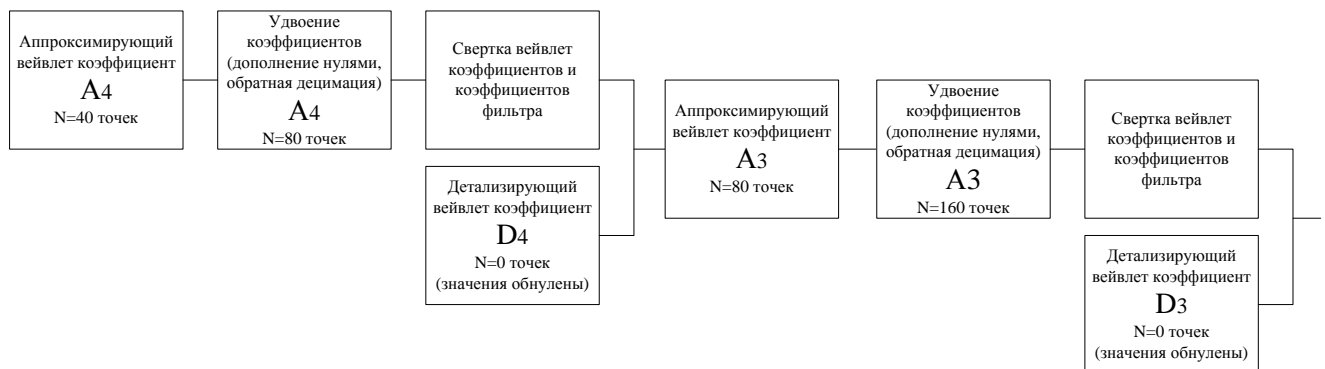 Аппроксимирующий
вейвлет коэффициент
A4
N=40 точек
Удвоение
коэффициентов
(дополнение нулями,
обратная децимация)
A4
N=80 точек
Свертка вейвлет
коэффициентов и
коэффициентов
фильтра
Детализирующий
вейвлет коэффициент
D4
N=0 точек
(значения обнулены)
Аппроксимирующий
вейвлет коэффициент
A3
N=80 точек
Удвоение
коэффициентов
(дополнение нулями,
обратная децимация)
A3
N=160 точек
Свертка вейвлет
коэффициентов и
коэффициентов
фильтра
Детализирующий
вейвлет коэффициент
D3
N=0 точек
(значения обнулены)